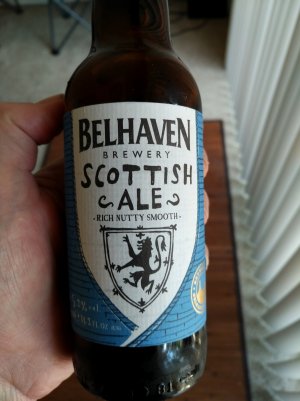 BELHAVEN
BREWERY
SCOTTISH
ALE
- RICH NUTTY SMOOTH -